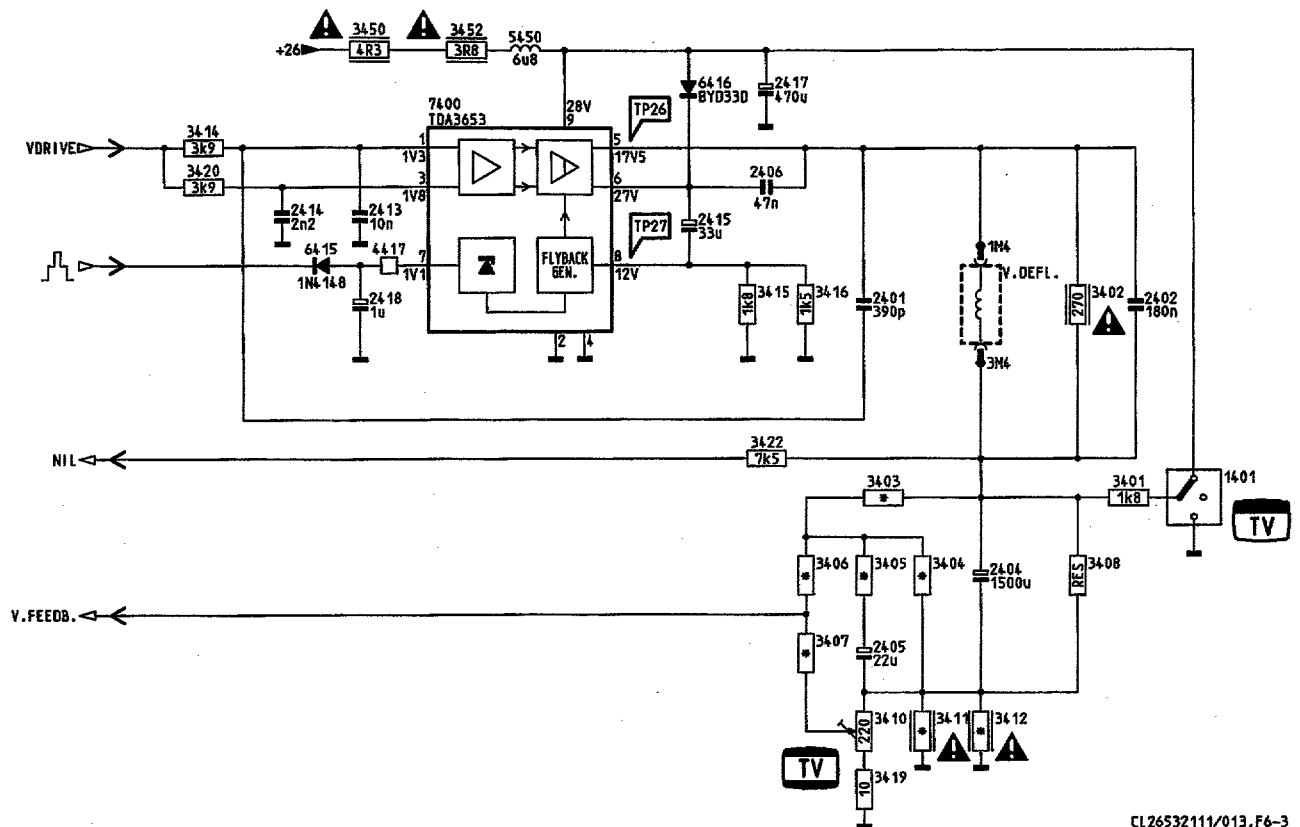 3450
3452
5450
+26
4R3
3R8
6u8
6416
BYD33D
2417
470u
7400
TDA3653
28V
9
TP26
VDRIVE
3414
3k9
1
1V3
5
17V5
3420
3k9
3
1V8
6
27V
2406
47n
2414
2n2
2413
10n
2415
33u
TP27
6415
1N4148
4417
7
1V1
FLYBACK
GEN.
8
12V
2418
1u
1k8
3415
1k5
3416
2401
390p
1M4
V.DEFL.
3M4
270
3402
2402
180n
2
4
NIL
3422
7k5
3403
*
3401
1k8
1401
TV
3406
*
3405
*
3404
*
2404
1500u
RES
3408
V.FEEDB.
3407
*
2405
22u
3410
220
3411
*
3412
*
TV
10
3419
CL26532111/013.F6-3